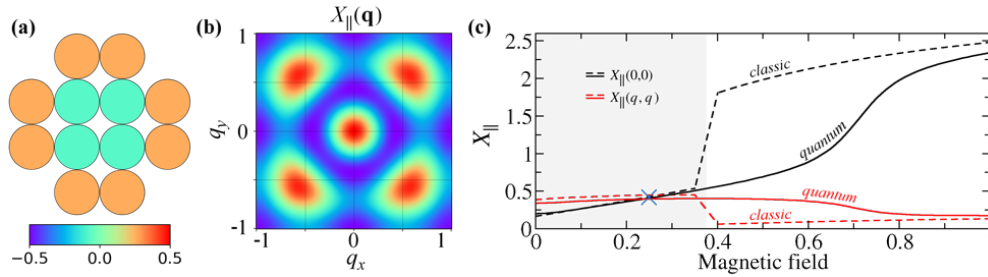 (a)
−0.5 0.0 0.5
(b)
X∥(q)
1
0
-1
q_y
-1 0 1
q_x
(c)
2.5
2
1.5
1
0.5
0
X∥
X∥(0,0)
X∥(q, q)
classic
quantum
quantum
classic
0 0.2 0.4 0.6 0.8
Magnetic field